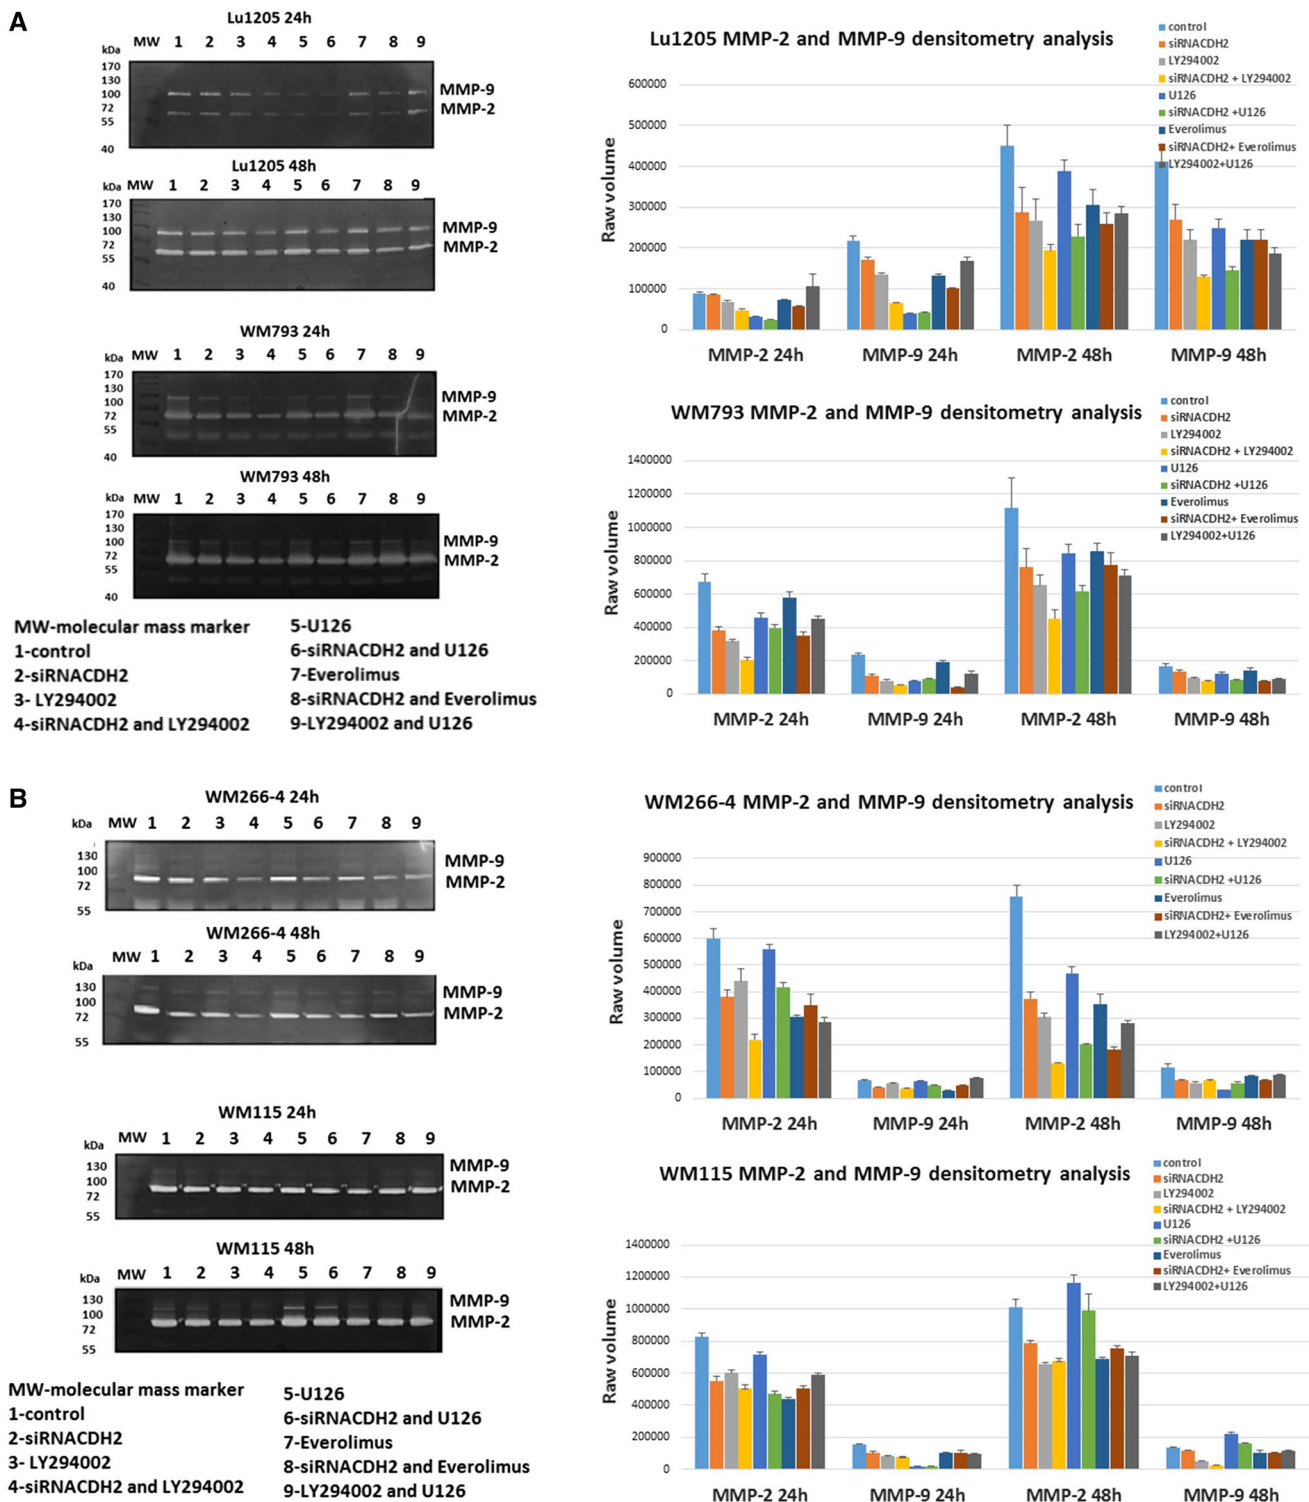 A
Lu1205 24h
kDa MW 1 2 3 4 5 6 7 8 9
170
130
100
72
55
40
MMP-9
MMP-2
Lu1205 48h
kDa MW 1 2 3 4 5 6 7 8 9
170
130
100
72
55
40
MMP-9
MMP-2
WM793 24h
kDa MW 1 2 3 4 5 6 7 8 9
170
130
100
72
55
40
MMP-9
MMP-2
WM793 48h
kDa MW 1 2 3 4 5 6 7 8 9
170
130
100
72
55
40
MMP-9
MMP-2
MW-molecular mass marker
1-control
2-siRNACDH2
3- LY294002
4-siRNACDH2 and LY294002
5-U126
6-siRNACDH2 and U126
7-Everolimus
8-siRNACDH2 and Everolimus
9-LY294002 and U126
Lu1205 MMP-2 and MMP-9 densitometry analysis
control
siRNACDH2
LY294002
siRNACDH2 + LY294002
U126
siRNACDH2 +U126
Everolimus
siRNACDH2+ Everolimus
LY294002+U126
Raw volume
600000
500000
400000
300000
200000
100000
0
MMP-2 24h MMP-9 24h MMP-2 48h MMP-9 48h
WM793 MMP-2 and MMP-9 densitometry analysis
control
siRNACDH2
LY294002
siRNACDH2 + LY294002
U126
siRNACDH2 +U126
Everolimus
siRNACDH2+ Everolimus
LY294002+U126
Raw volume
1400000
1200000
1000000
800000
600000
400000
200000
0
MMP-2 24h MMP-9 24h MMP-2 48h MMP-9 48h
B
WM266-4 24h
kDa MW 1 2 3 4 5 6 7 8 9
130
100
72
55
MMP-9
MMP-2
WM266-4 48h
kDa MW 1 2 3 4 5 6 7 8 9
130
100
72
55
MMP-9
MMP-2
WM115 24h
kDa MW 1 2 3 4 5 6 7 8 9
130
100
72
55
MMP-9
MMP-2
WM115 48h
kDa MW 1 2 3 4 5 6 7 8 9
130
100
72
55
MMP-9
MMP-2
MW-molecular mass marker
1-control
2-siRNACDH2
3- LY294002
4-siRNACDH2 and LY294002
5-U126
6-siRNACDH2 and U126
7-Everolimus
8-siRNACDH2 and Everolimus
9-LY294002 and U126
WM266-4 MMP-2 and MMP-9 densitometry analysis
control
siRNACDH2
LY294002
siRNACDH2 + LY294002
U126
siRNACDH2 +U126
Everolimus
siRNACDH2+ Everolimus
LY294002+U126
Raw volume
900000
800000
700000
600000
500000
400000
300000
200000
100000
0
MMP-2 24h MMP-9 24h MMP-2 48h MMP-9 48h
WM115 MMP-2 and MMP-9 densitometry analysis
control
siRNACDH2
LY294002
siRNACDH2 + LY294002
U126
siRNACDH2 +U126
Everolimus
siRNACDH2+ Everolimus
LY294002+U126
Raw volume
1400000
1200000
1000000
800000
600000
400000
200000
0
MMP-2 24h MMP-9 24h MMP-2 48h MMP-9 48h